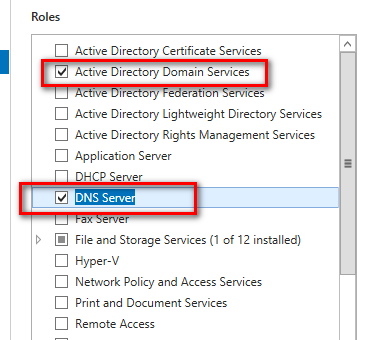 Roles
Active Directory Certificate Services
Active Directory Domain Services
Active Directory Federation Services
Active Directory Lightweight Directory Services
Active Directory Rights Management Services
Application Server
DHCP Server
DNS Server
Fax Server
File and Storage Services (1 of 12 installed)
Hyper-V
Network Policy and Access Services
Print and Document Services
Remote Access